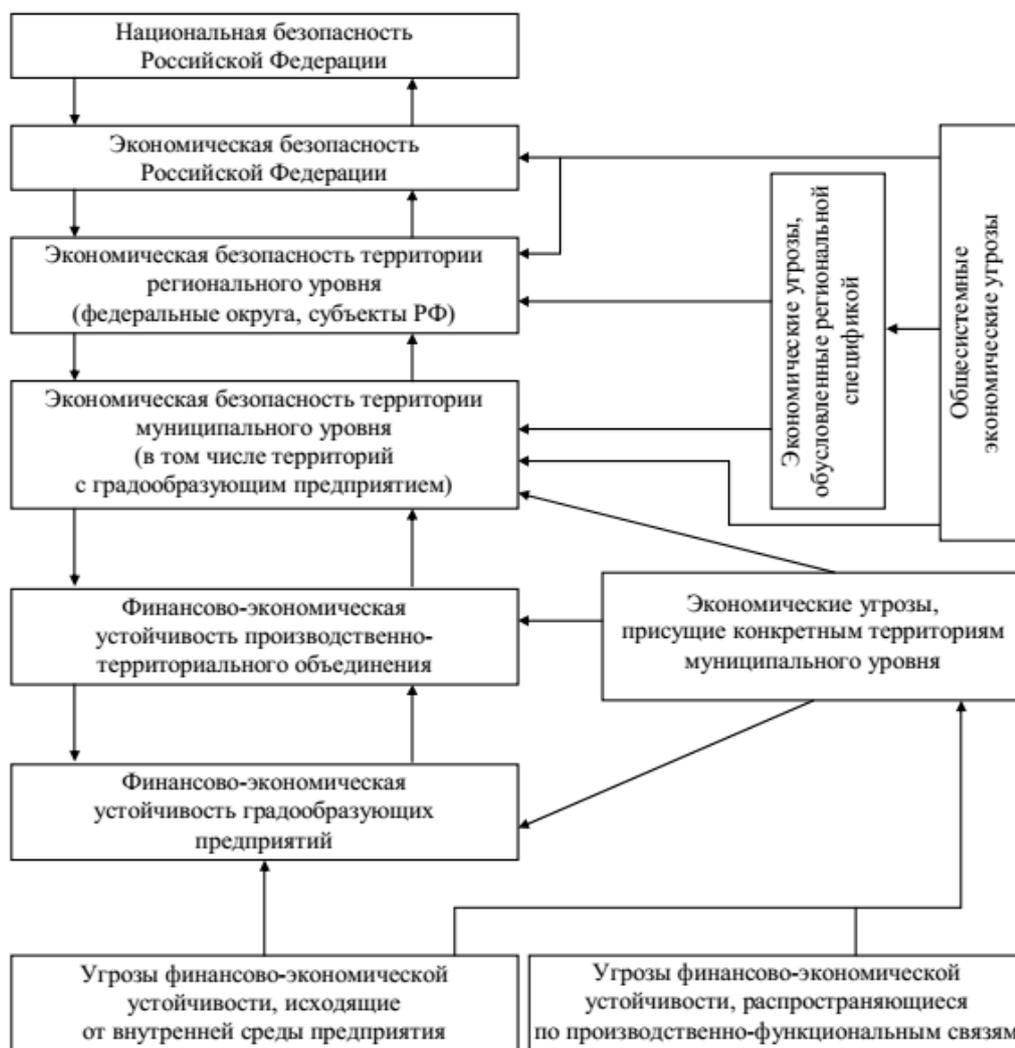 Национальная безопасность
Российской Федерации
Экономическая безопасность
Российской Федерации
Экономическая безопасность территории
регионального уровня
(федеральные округа, субъекты РФ)
Экономическая безопасность территории
муниципального уровня
(в том числе территорий
с градообразующим предприятием)
Финансово-экономическая
устойчивость производственно-
территориального объединения
Финансово-экономическая
устойчивость градообразующих
предприятий
Экономические угрозы,
обусловленные региональной
спецификой
Общесистемные
экономические угрозы
Экономические угрозы,
присущие конкретным территориям
муниципального уровня
Угрозы финансово-экономической
устойчивости, исходящие
от внутренней среды предприятия
Угрозы финансово-экономической
устойчивости, распространяющиеся
по производственно-функциональным связям